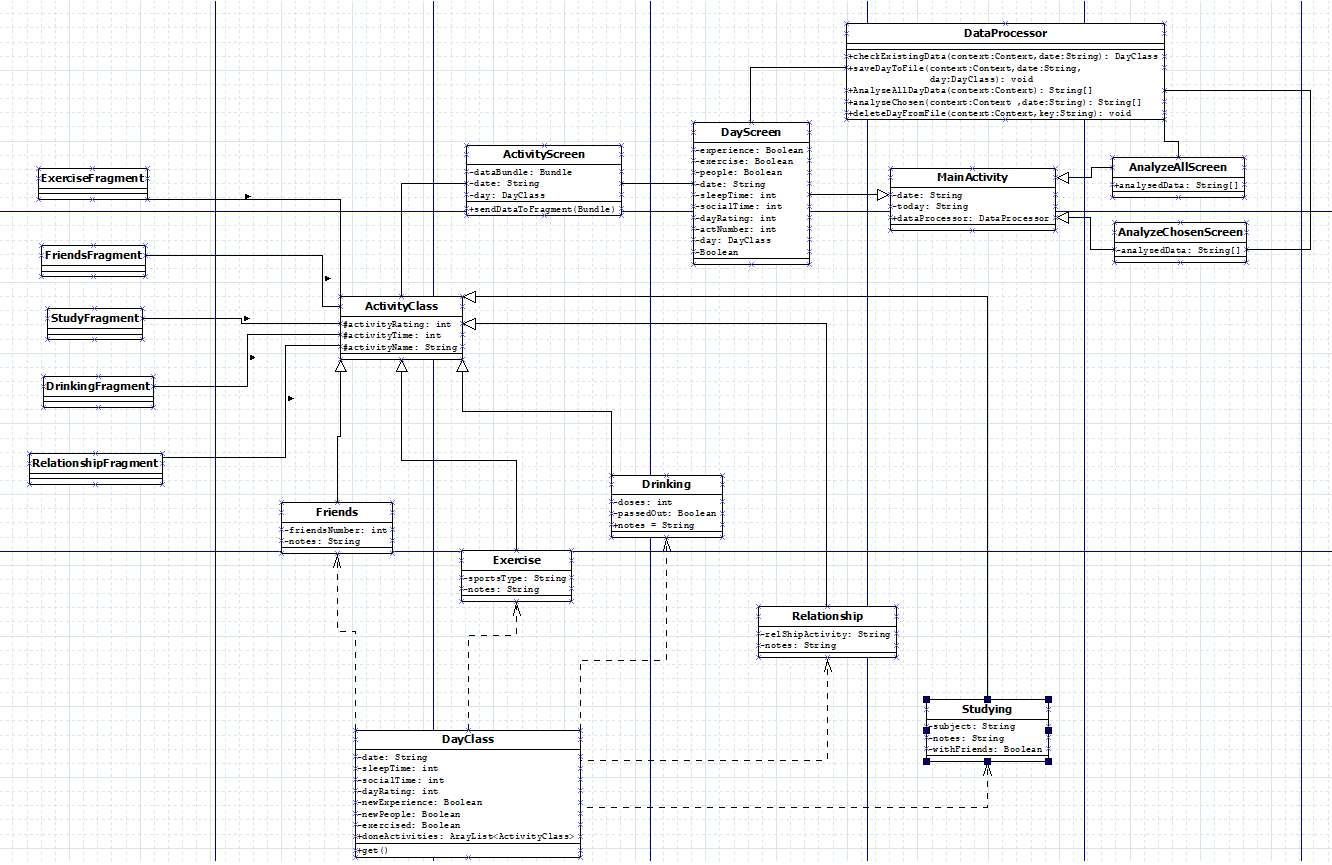 DataProcessor
+checkExistingData(context:Context,date:String): DayClass
+saveDayToFile(context:Context,date:String,
day:DayClass): void
+AnalyzeAllDayData(context:Context): String[]
+analyzeChosen(context:Context ,date:String): String[]
+deleteDayFromFile(context:Context,key:String): void
DayScreen
-experience: Boolean
-exercise: Boolean
-people: Boolean
-date: String
-sleepTime: int
-socialTime: int
-dayRating: int
-actNumber: int
-day: DayClass
-Boolean
ActivityScreen
-dataBundle: Bundle
-date: String
-day: DayClass
+sendDataToFragment(Bundle)
MainActivity
-date: String
-today: String
+dataProcessor: DataProcessor
AnalyzeAllScreen
+analysedData: String[]
AnalyzeChosenScreen
-analysedData: String[]
ExerciseFragment
FriendsFragment
StudyFragment
DrinkingFragment
RelationshipFragment
ActivityClass
#activityRating: int
#activityTime: int
#activityName: String
Friends
-friendsNumber: int
-notes: String
Exercise
-sportsType: String
-notes: String
Drinking
-doses: int
-passedOut: Boolean
+notes = String
Relationship
-relShipActivity: String
-notes: String
Studying
-subject: String
-notes: String
-withFriends: Boolean
DayClass
-date: String
-sleepTime: int
-socialTime: int
-dayRating: int
-newExperience: Boolean
-newPeople: Boolean
-exercised: Boolean
+doneActivities: ArayList<ActivityClass>
+get()